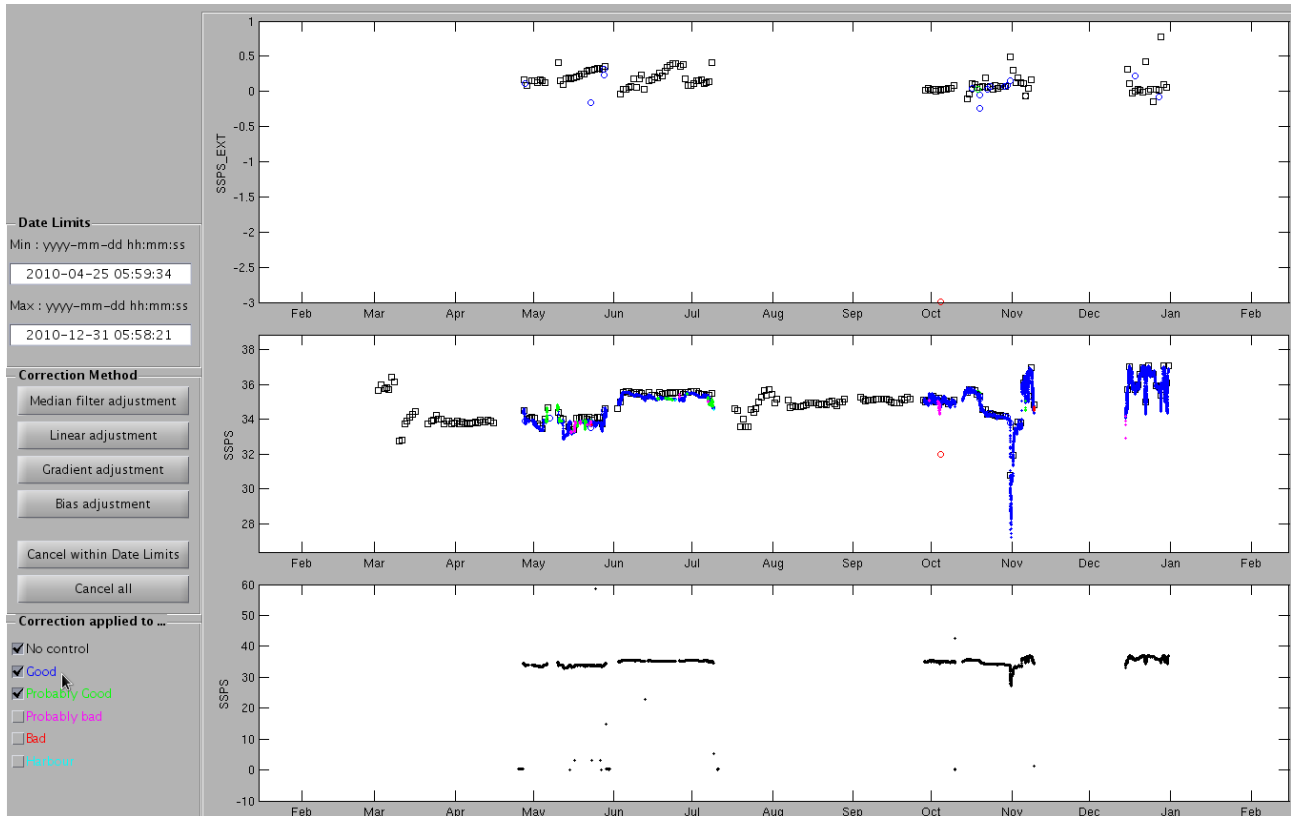 Date Limits
Min : yyyy-mm-dd hh:mm:ss
2010-04-25 05:59:34
Max : yyyy-mm-dd hh:mm:ss
2010-12-31 05:58:21
Correction Method
Median filter adjustment
Linear adjustment
Gradient adjustment
Bias adjustment
Cancel within Date Limits
Cancel all
Correction applied to ...
No control
Good
Probably Good
Probably bad
Bad
SSPS_EXT
1
0.5
0
-0.5
-1
-1.5
-2
-2.5
-3
Feb Mar Apr May Jun Jul Aug Sep Oct Nov Dec Jan Feb
SSPS
38
36
34
32
30
28
Feb Mar Apr May Jun Jul Aug Sep Oct Nov Dec Jan Feb
SSPS
60
50
40
30
20
10
0
-10
Feb Mar Apr May Jun Jul Aug Sep Oct Nov Dec Jan Feb